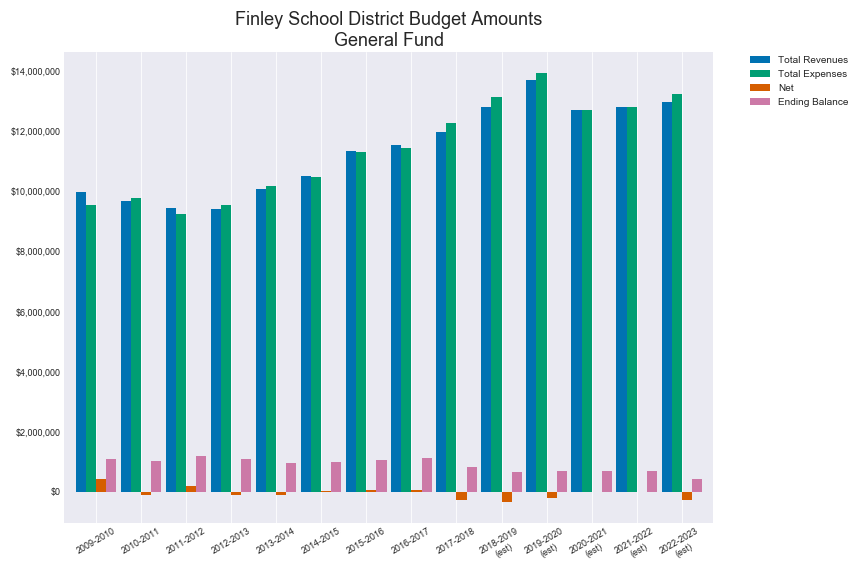 Finley School District Budget Amounts
General Fund
Total Revenues
Total Expenses
Net
Ending Balance
$14,000,000
$12,000,000
$10,000,000
$8,000,000
$6,000,000
$4,000,000
$2,000,000
$0
2009-2010
2010-2011
2011-2012
2012-2013
2013-2014
2014-2015
2015-2016
2016-2017
2017-2018
2018-2019
(est)
2019-2020
(est)
2020-2021
(est)
2021-2022
(est)
2022-2023
(est)